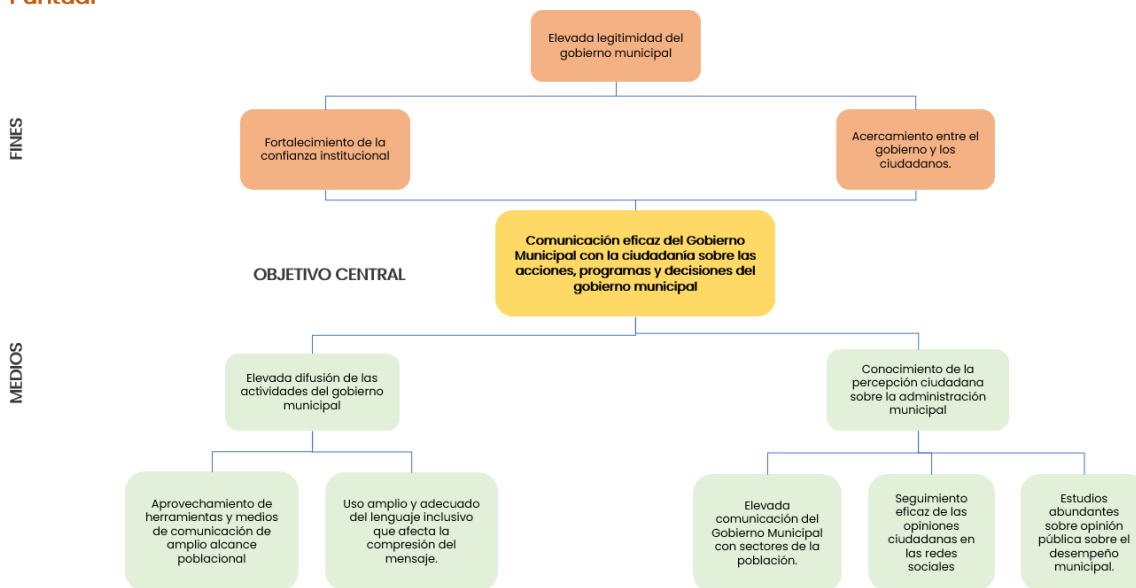 Puntual
Elevada legitimidad del
gobierno municipal
FINES
Fortalecimiento de la
confianza institucional
Acercamiento entre el
gobierno y los
ciudadanos.
Comunicación eficaz del Gobierno
Municipal con la ciudadanía sobre las
acciones, programas y decisiones del
gobierno municipal
OBJETIVO CENTRAL
MEDIOS
Elevada difusión de las
actividades del gobierno
municipal
Conocimiento de la
percepción ciudadana
sobre la administración
municipal
Aprovechamiento de
herramientas y medios
de comunicación de
amplio alcance
poblacional
Uso amplio y adecuado
del lenguaje inclusivo
que afecta la
compresión del
mensaje.
Elevada
comunicación del
Gobierno Municipal
con sectores de la
población.
Seguimiento
eficaz de las
opiniones
ciudadanas en
las redes
sociales
Estudios
abundantes
sobre opinión
pública sobre el
desempeño
municipal.